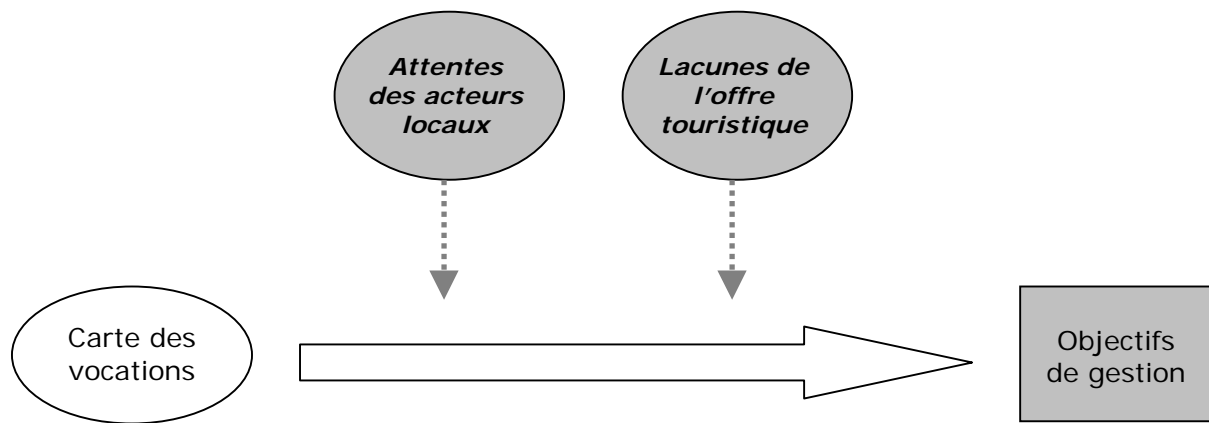 Attentes
des acteurs
locaux
Lacunes de
l'offre
touristique
Carte des
vocations
Objectifs
de gestion